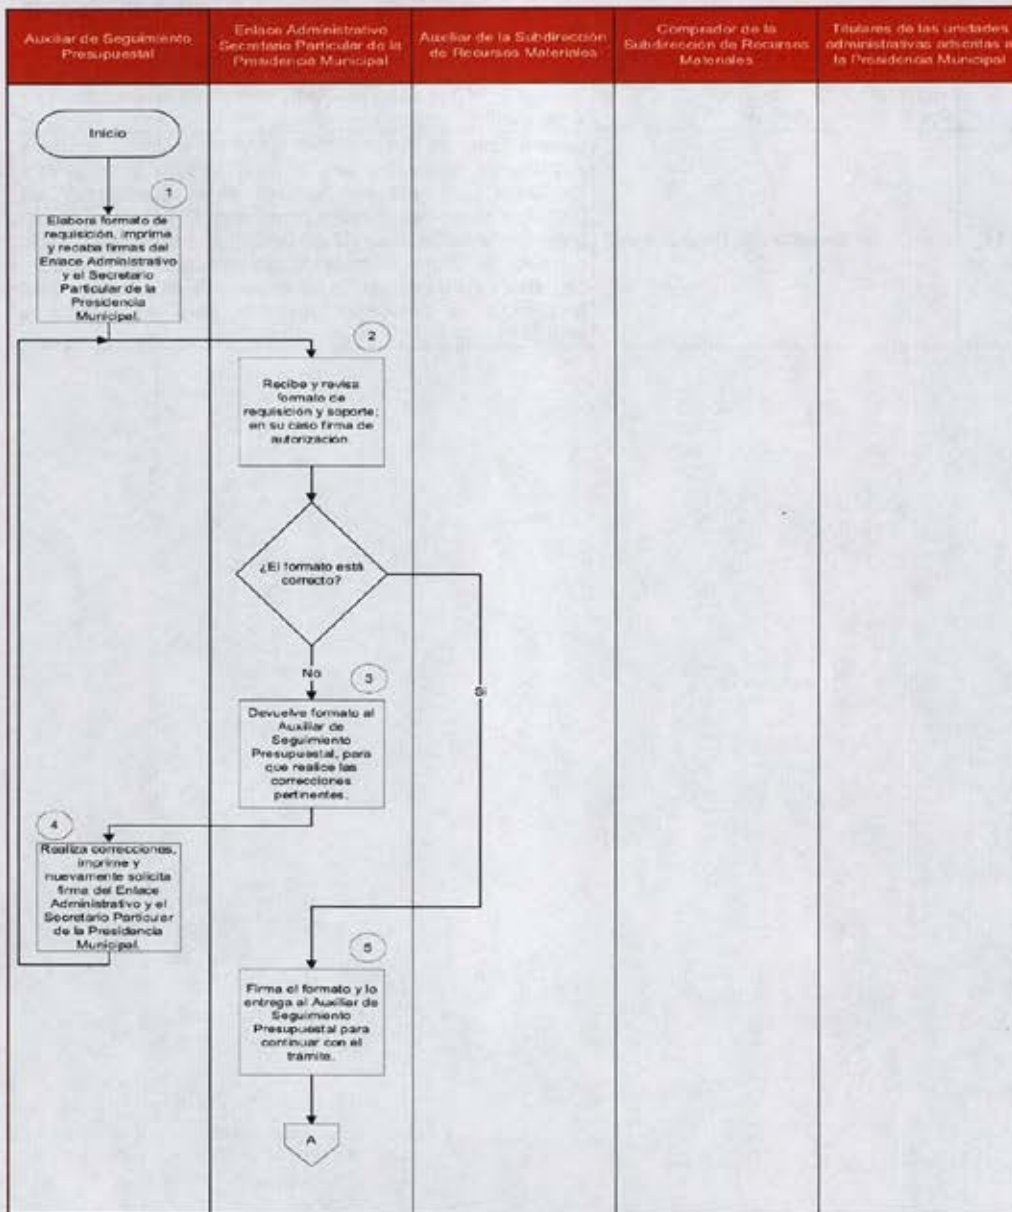 Auxiliar de Seguimiento
Presupuestal
Enlace Administrativo
Secretario Particular de la
Presidencia Municipal
Auxiliar de la Subdirección
de Recursos Materiales
Comprador de la
Subdirección de Recursos
Materiales
Titulares de las unidades
administrativas adscritas a
la Presidencia Municipal
Inicio
1
Elabora formato de
requisición, imprime
y recaba firmas del
Enlace Administrativo
y el Secretario
Particular de la
Presidencia
Municipal.
2
Recibe y revisa
formato de
requisición y soporte;
en su caso firma de
autorización.
¿El formato está
correcto?
No
Sí
3
Devuelve formato al
Auxiliar de
Seguimiento
Presupuestal, para
que realice las
correcciones
pertinentes.
4
Realiza correcciones,
imprime y
nuevamente solicita
firma del Enlace
Administrativo y el
Secretario Particular
de la Presidencia
Municipal.
5
Firma el formato y lo
entrega al Auxiliar de
Seguimiento
Presupuestal para
continuar con el
trámite.
A